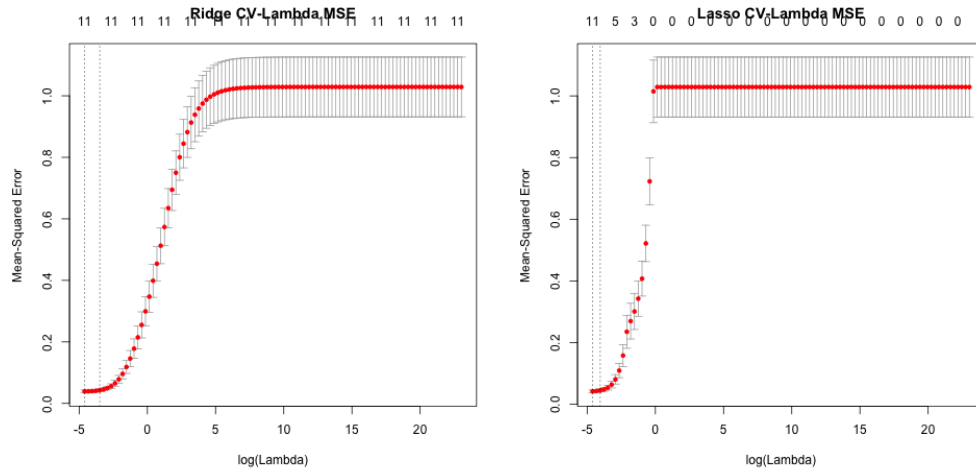 Ridge CV-Lambda MSE
11 11 11 11 11 11 11 11 11 11 11 11 11 11 11
Mean-Squared Error
1.0
0.8
0.6
0.4
0.2
0.0
-5 0 5 10 15 20
log(Lambda)
Lasso CV-Lambda MSE
11 5 3 0 0 0 0 0 0 0 0 0 0 0 0 0 0
Mean-Squared Error
1.0
0.8
0.6
0.4
0.2
0.0
-5 0 5 10 15 20
log(Lambda)